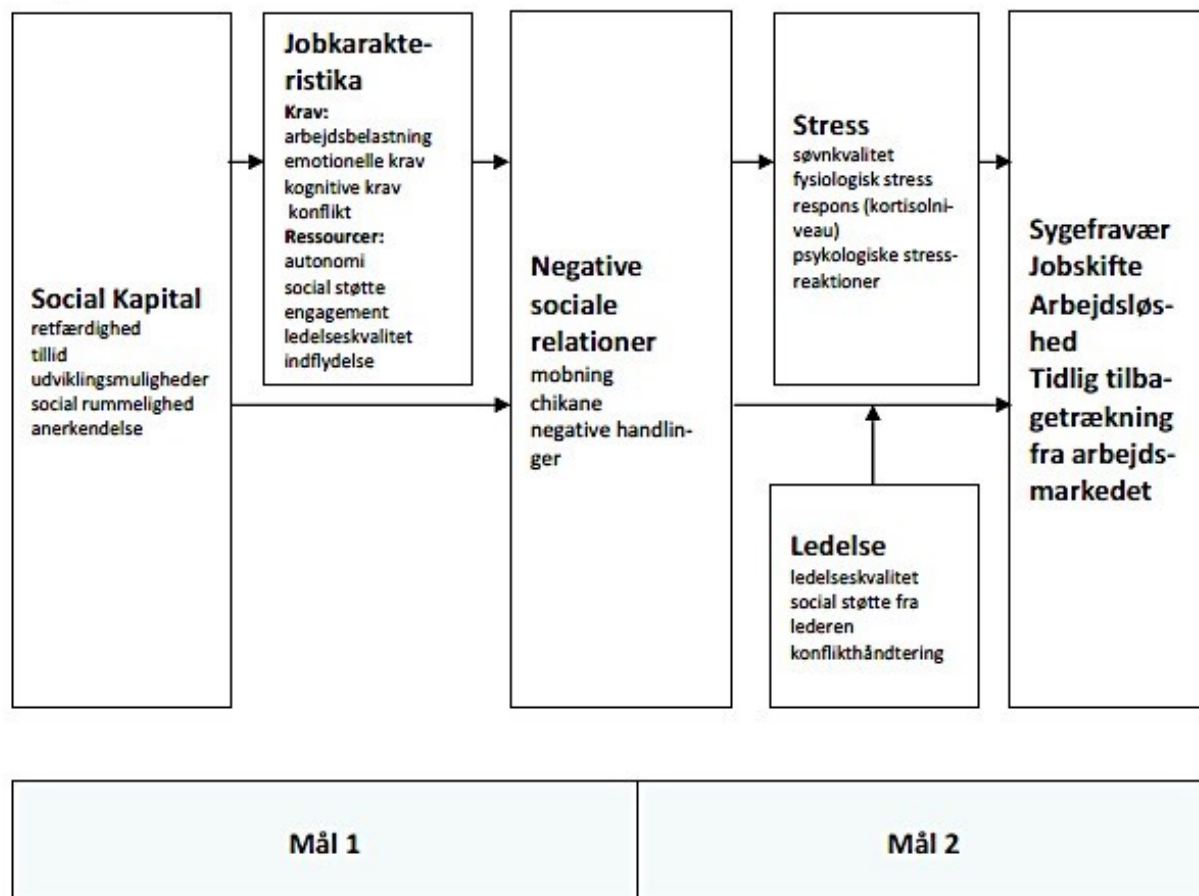 Social Kapital
retfærdighed
tillid
udviklingsmuligheder
social rummelighed
anerkendelse
Jobkarakte-
ristika
Krav:
arbejdsbelastning
emotionelle krav
kognitive krav
konflikt
Ressourcer:
autonomi
social støtte
engagement
ledelseskvalitet
indflydelse
Negative
sociale
relationer
mobning
chikane
negative handlin-
ger
Stress
søvnkvalitet
fysiologisk stress
respons (kortisolni-
veau)
psykologiske stress-
reaktioner
Ledelse
ledelseskvalitet
social støtte fra
lederen
konflikthåndtering
Sygefravær
Jobskifte
Arbejdsløs-
hed
Tidlig tilba-
getrækning
fra arbejds-
markedet
Mål 1
Mål 2